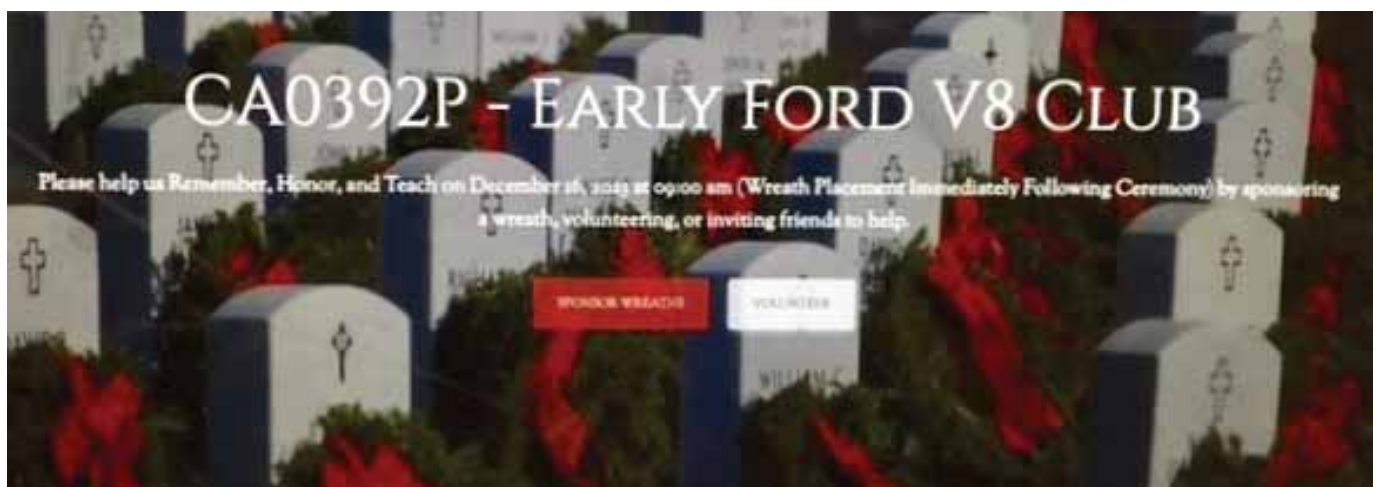 CA0392P - EARLY FORD V8 CLUB
Please help us Remember, Honor, and Teach on December 16, 2023 at 09:00 am (Wreath Placement Immediately Following Ceremony) by sponsoring
a wreath, volunteering, or inviting friends to help.
SPONSOR WREATHS
VOLUNTEER
WILLIAM C